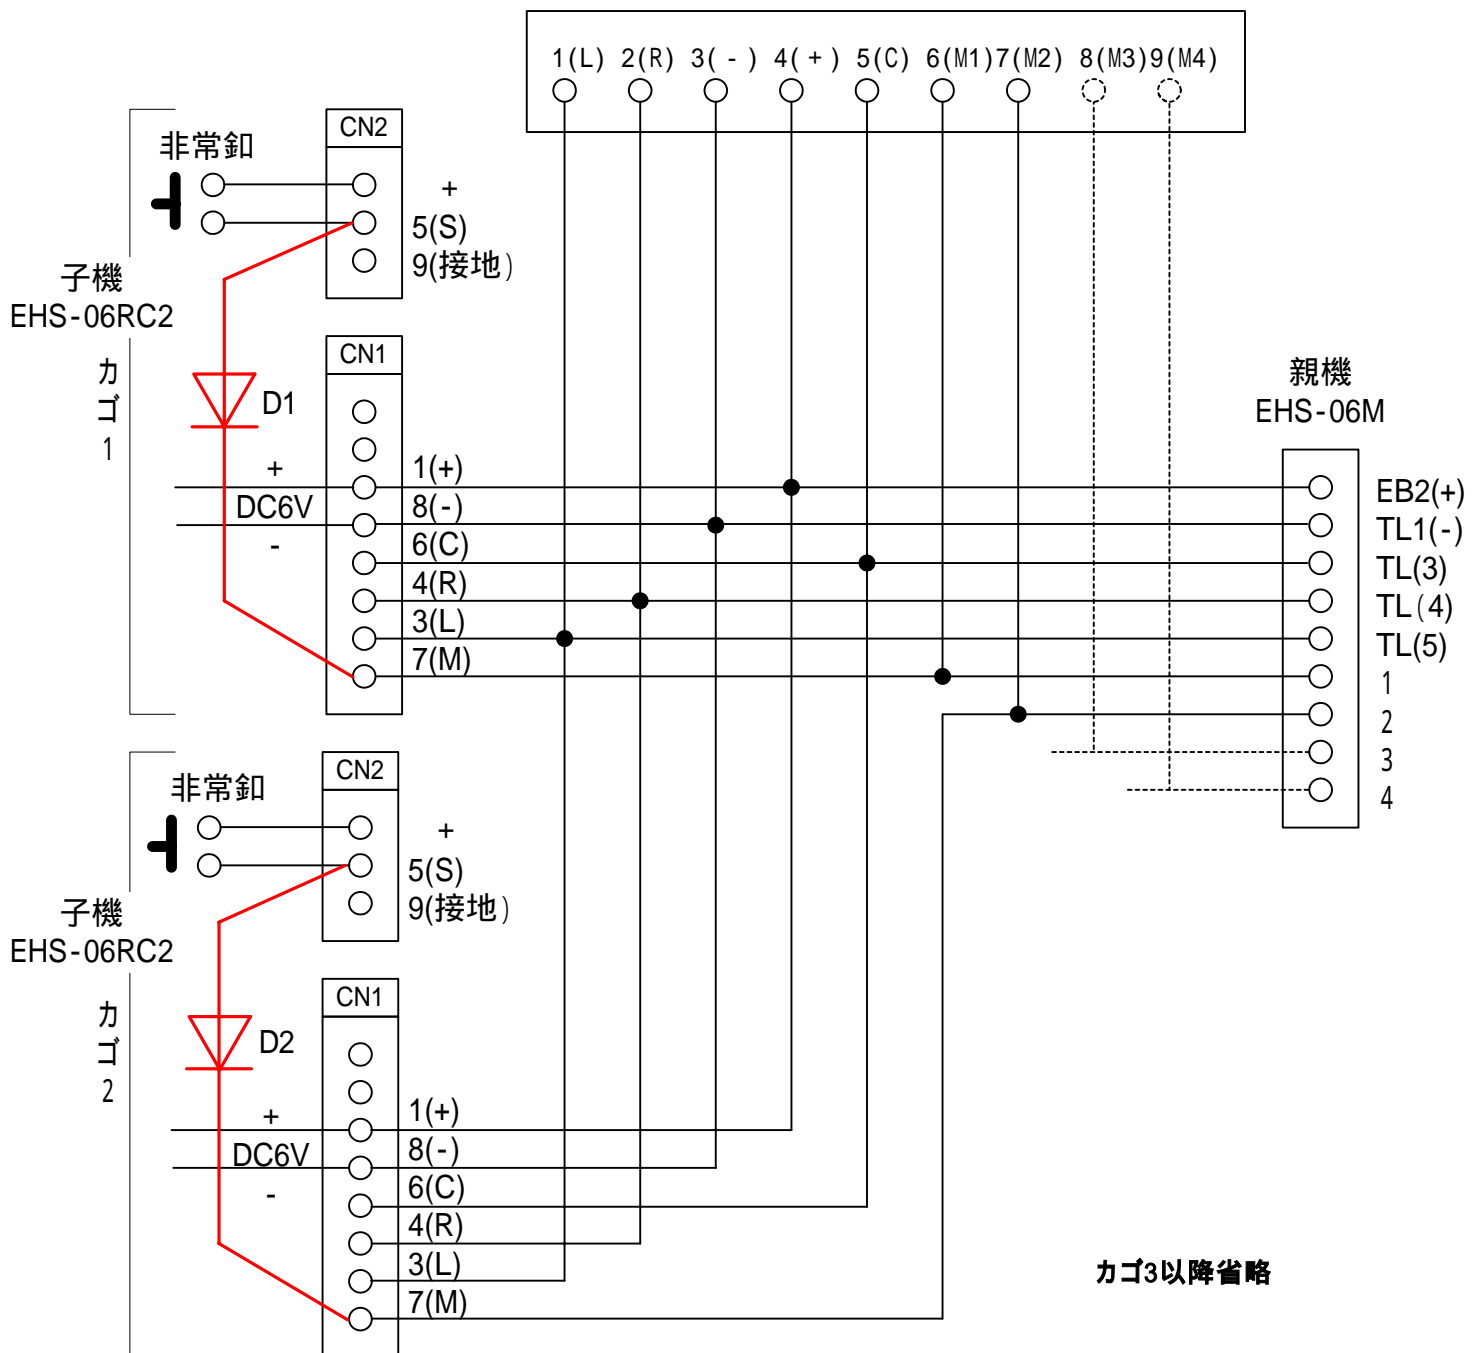 1(L) 2(R) 3(-) 4(+) 5(C) 6(M1) 7(M2) 8(M3) 9(M4)
CN2
非常釦
+
5(S)
9(接地)
子機
EHS-06RC2
カゴ1
CN1
D1
+
DC6V
-
1(+)
8(-)
6(C)
4(R)
3(L)
7(M)
親機
EHS-06M
EB2(+)
TL1(-)
TL(3)
TL(4)
TL(5)
1
2
3
4
CN2
非常釦
+
5(S)
9(接地)
子機
EHS-06RC2
カゴ2
CN1
D2
+
DC6V
-
1(+)
8(-)
6(C)
4(R)
3(L)
7(M)
カゴ3以降省略